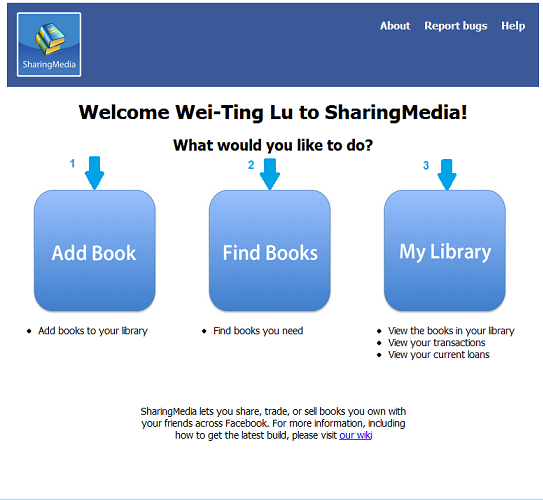 About Report bugs Help
SharingMedia
Welcome Wei-Ting Lu to SharingMedia!
What would you like to do?
1 2 3
Add Book Find Books My Library
• Add books to your library • Find books you need • View the books in your library
• View your transactions
• View your current loans
SharingMedia lets you share, trade, or sell books you own with
your friends across Facebook. For more information, including
how to get the latest build, please visit our wiki